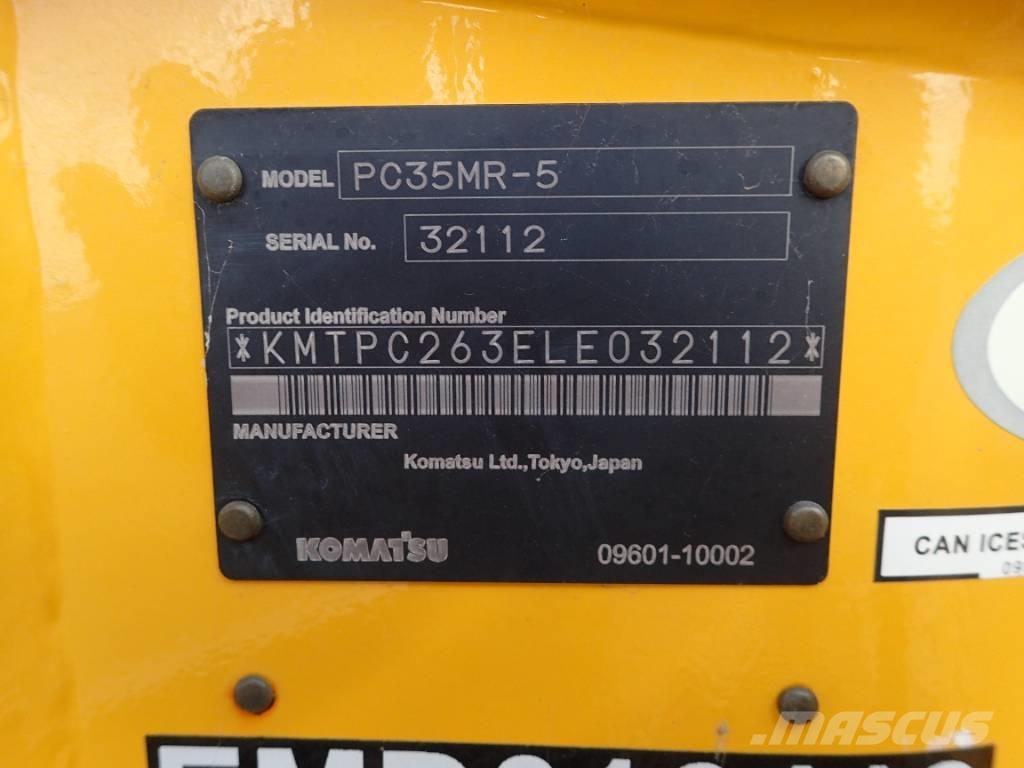 MODEL PC35MR-5
SERIAL No. 32112
Product Identification Number
*KMTPC263ELE032112*
MANUFACTURER
Komatsu Ltd.,Tokyo,Japan
KOMATSU 09601-10002
CAN ICES
MASCUS